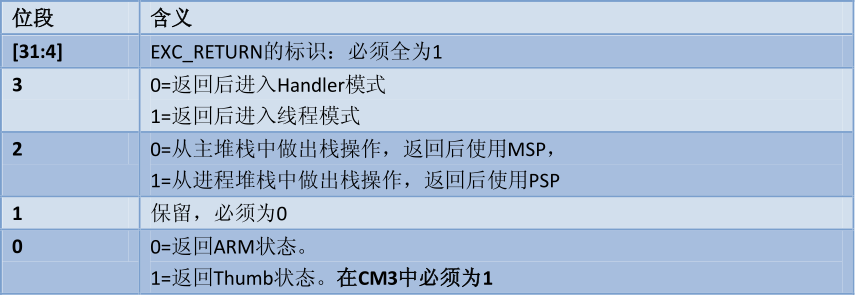 位段 含义
[31:4] EXC_RETURN的标识：必须全为1
3 0=返回后进入Handler模式
1=返回后进入线程模式
2 0=从主堆栈中做出栈操作，返回后使用MSP，
1=从进程堆栈中做出栈操作，返回后使用PSP
1 保留，必须为0
0 0=返回ARM状态。
1=返回Thumb状态。在CM3中必须为1